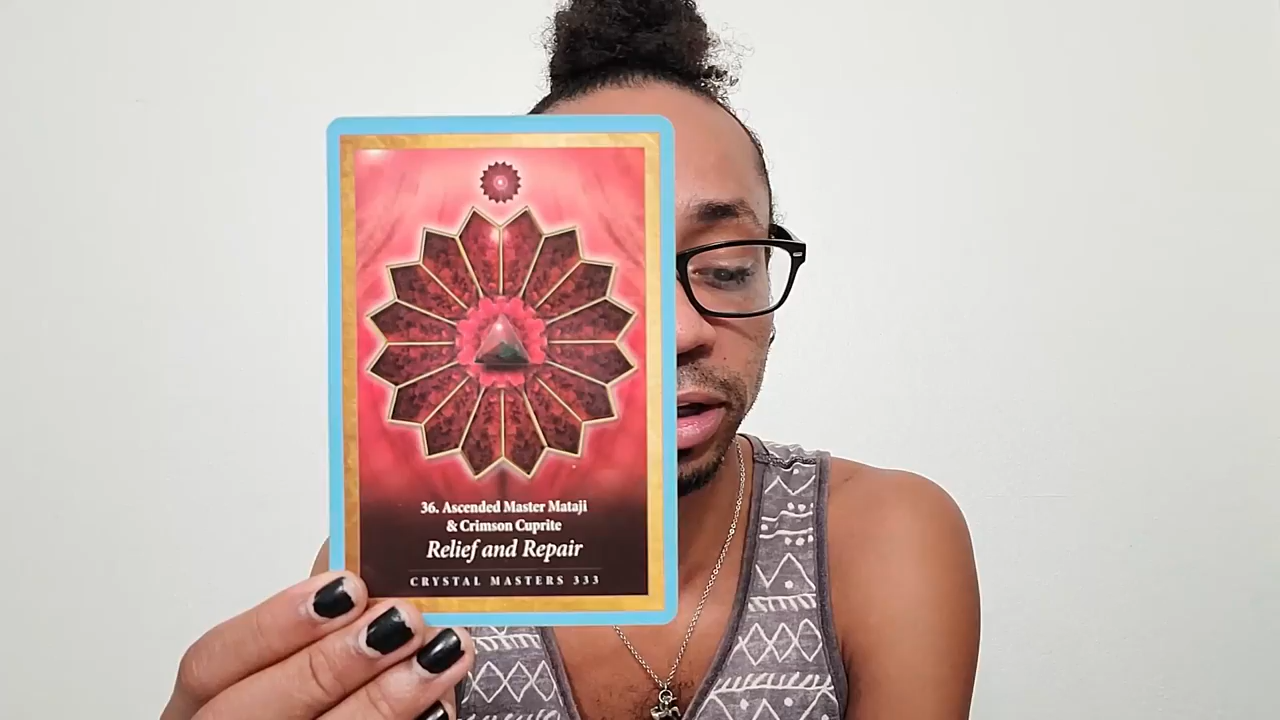 36. Ascended Master Mataji
& Crimson Cuprite
Relief and Repair
CRYSTAL MASTERS 333